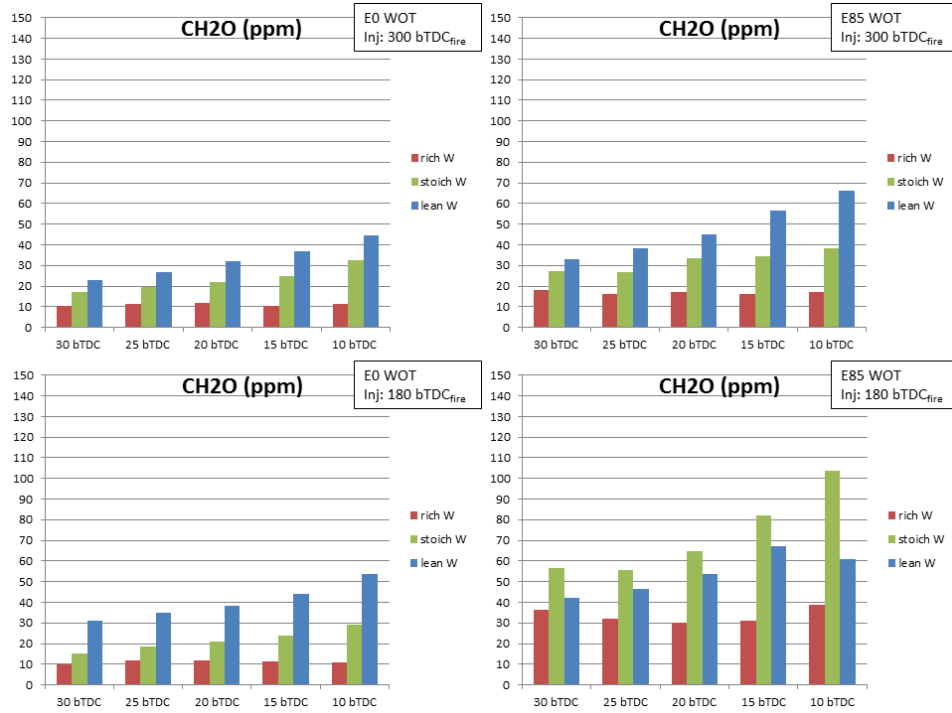 CH2O (ppm)
E0 WOT
Inj: 300 bTDCfire
150
140
130
120
110
100
90
80
70
60
50
40
30
20
10
0
30 bTDC
25 bTDC
20 bTDC
15 bTDC
10 bTDC
rich W
stoich W
lean W
CH2O (ppm)
E85 WOT
Inj: 300 bTDCfire
150
140
130
120
110
100
90
80
70
60
50
40
30
20
10
0
30 bTDC
25 bTDC
20 bTDC
15 bTDC
10 bTDC
rich W
stoich W
lean W
CH2O (ppm)
E0 WOT
Inj: 180 bTDCfire
150
140
130
120
110
100
90
80
70
60
50
40
30
20
10
0
30 bTDC
25 bTDC
20 bTDC
15 bTDC
10 bTDC
rich W
stoich W
lean W
CH2O (ppm)
E85 WOT
Inj: 180 bTDCfire
150
140
130
120
110
100
90
80
70
60
50
40
30
20
10
0
30 bTDC
25 bTDC
20 bTDC
15 bTDC
10 bTDC
rich W
stoich W
lean W